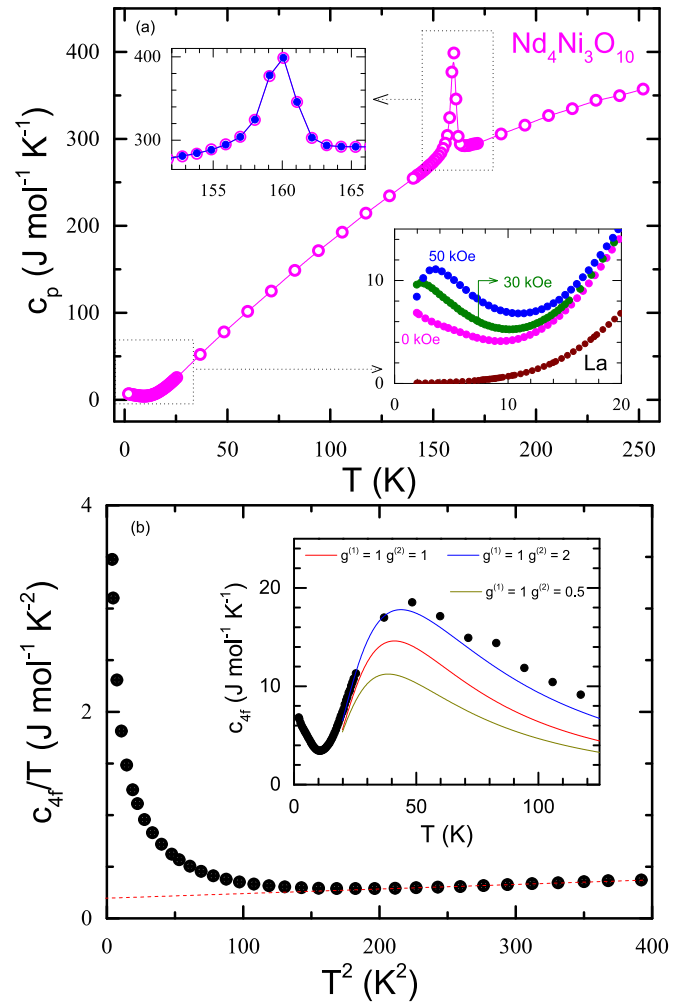 (a)
Nd₄Ni₃O₁₀
400
300
200
100
0
c_p (J mol⁻¹ K⁻¹)
400
300
155 160 165
50 kOe
30 kOe
0 kOe
La
10
0
0 10 20
0 50 100 150 200 250
T (K)
(b)
4
2
0
c₄f/T (J mol⁻¹ K⁻²)
g⁽¹⁾ = 1 g⁽²⁾ = 1
g⁽¹⁾ = 1 g⁽²⁾ = 2
g⁽¹⁾ = 1 g⁽²⁾ = 0.5
20
10
0
c₄f (J mol⁻¹ K⁻¹)
0 50 100
T (K)
0 100 200 300 400
T² (K²)